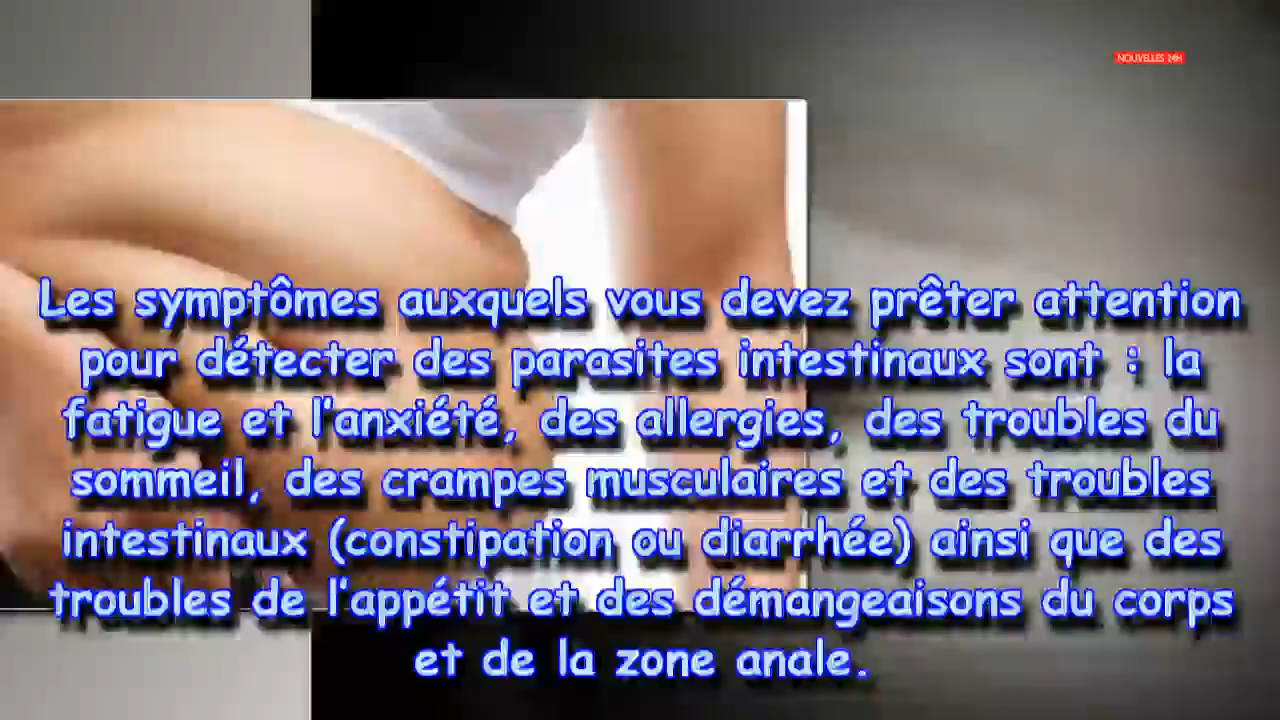 NOUVELLES 24H
Les symptômes auxquels vous devez prêter attention
pour détecter des parasites intestinaux sont : la
fatigue et l'anxiété, des allergies, des troubles du
sommeil, des crampes musculaires et des troubles
intestinaux (constipation ou diarrhée) ainsi que des
troubles de l'appétit et des démangeaisons du corps
et de la zone anale.